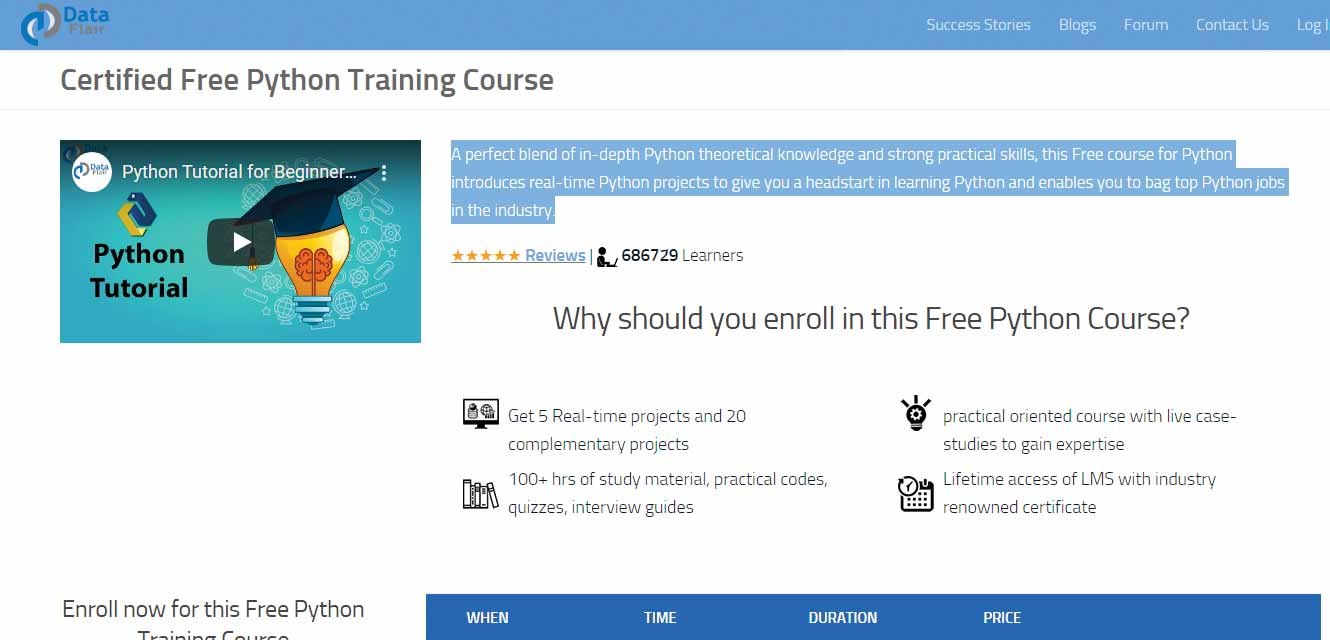 Data
Flair
Success Stories
Blogs
Forum
Contact Us
Log
Certified Free Python Training Course
Data
Flair
Python Tutorial for Beginner...
Python
Tutorial
A perfect blend of in-depth Python theoretical knowledge and strong practical skills, this Free course for Python
introduces real-time Python projects to give you a headstart in learning Python and enables you to bag top Python jobs
in the industry.
★★★★★ Reviews | 686729 Learners
Why should you enroll in this Free Python Course?
Get 5 Real-time projects and 20
complementary projects
practical oriented course with live case-
studies to gain expertise
100+ hrs of study material, practical codes,
quizzes, interview guides
Lifetime access of LMS with industry
renowned certificate
Enroll now for this Free Python
Training Course
WHEN
TIME
DURATION
PRICE